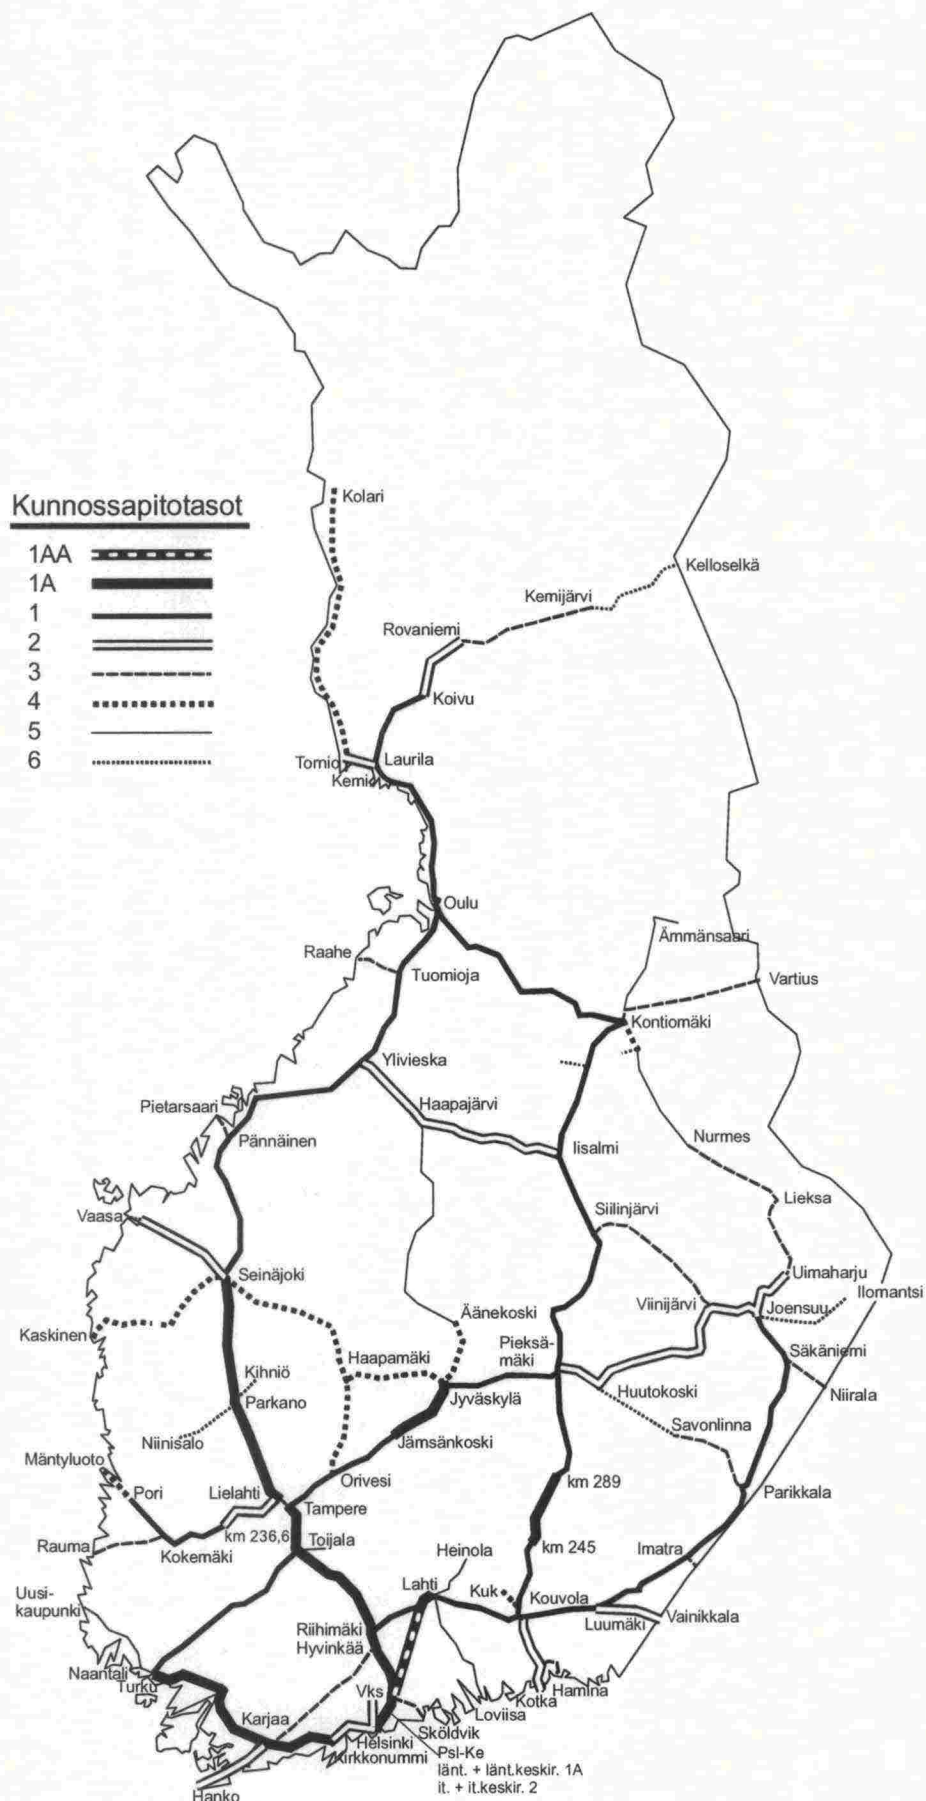 Kunnossapitotasot
1AA
1A
1
2
3
4
5
6
Kolari
Kelloselkä
Kemijärvi
Rovaniemi
Koivu
Tornio
Laurila
Kemi
Oulu
Ämmänsaari
Raahe
Tuomioja
Vartius
Kontiomäki
Ylivieska
Haapajärvi
Pietarsaari
Pännäinen
Nurmes
Iisalmi
Lieksa
Siilinjärvi
Vaasa
Seinäjoki
Uimaharju
Ilomantsi
Viinijärvi
Joensuu
Äänekoski
Kaskinen
Pieksä-
mäki
Haapamäki
Säkäniemi
Kihniö
Parkano
Jyväskylä
Huutokoski
Niirala
Savonlinna
Niinisalo
Jämsänkoski
Mäntyluoto
Orivesi
km 289
Parikkala
Pori
Lielahti
Tampere
km 236,6
Toijala
km 245
Rauma
Kokemäki
Heinola
Imatra
Lahti
Kuk
Kouvola
Uusi-
kaupunki
Luumäki
Vainikkala
Riihimäki
Hyvinkää
Naantali
Turku
Vks
Hamina
Kotka
Loviisa
Karjaa
Sköldvik
Helsinki
Kirkkonummi
Psl-Ke
länt. + länt.keskir. 1A
it. + it.keskir. 2
Hanko